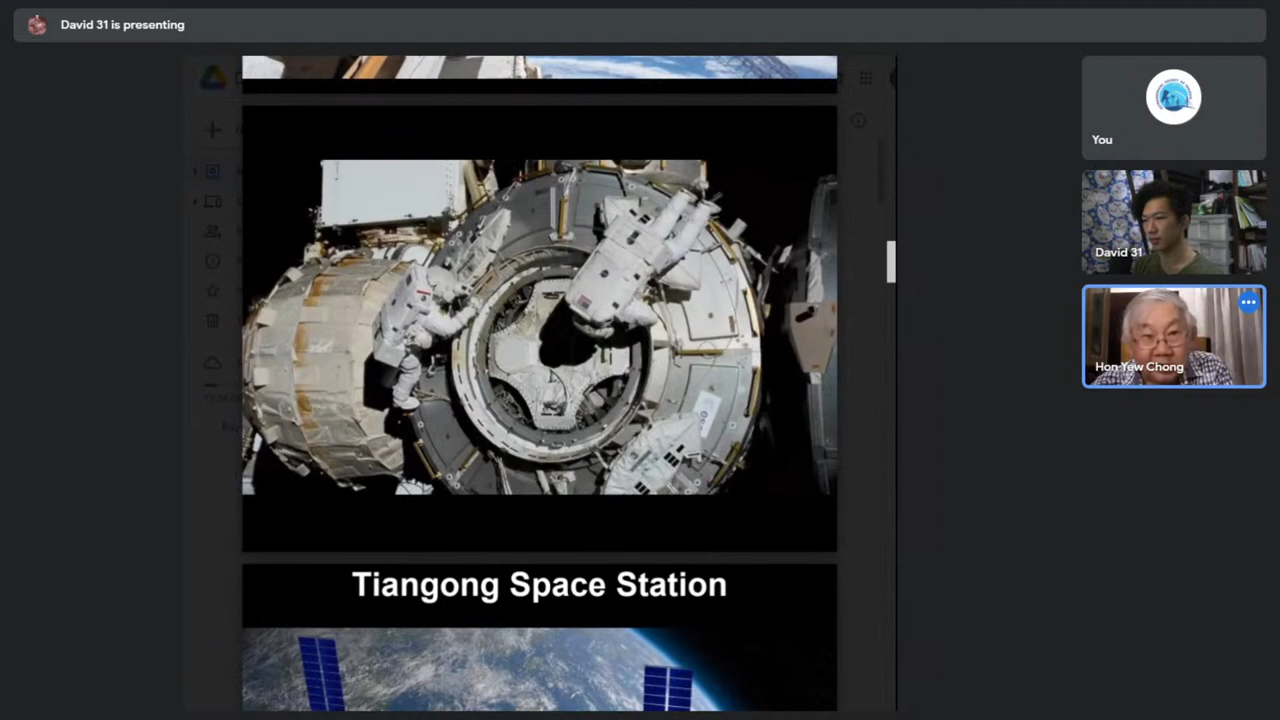 David 31 is presenting
You
David 31
Hon Yew Chong
Tiangong Space Station